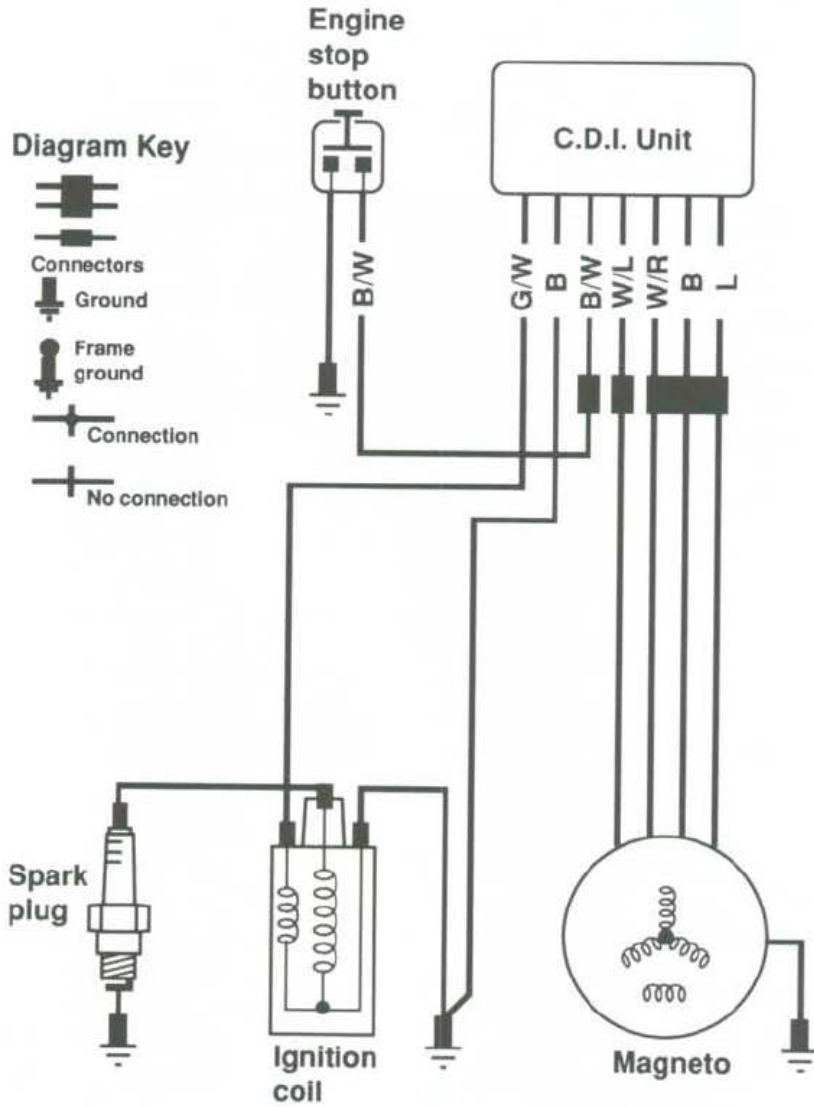 Engine
stop
button
C.D.I. Unit
Diagram Key
Connectors
Ground
Frame
ground
Connection
No connection
B/W
G/W
B
B/W
W/L
W/R
B
L
Spark
plug
Ignition
coil
Magneto